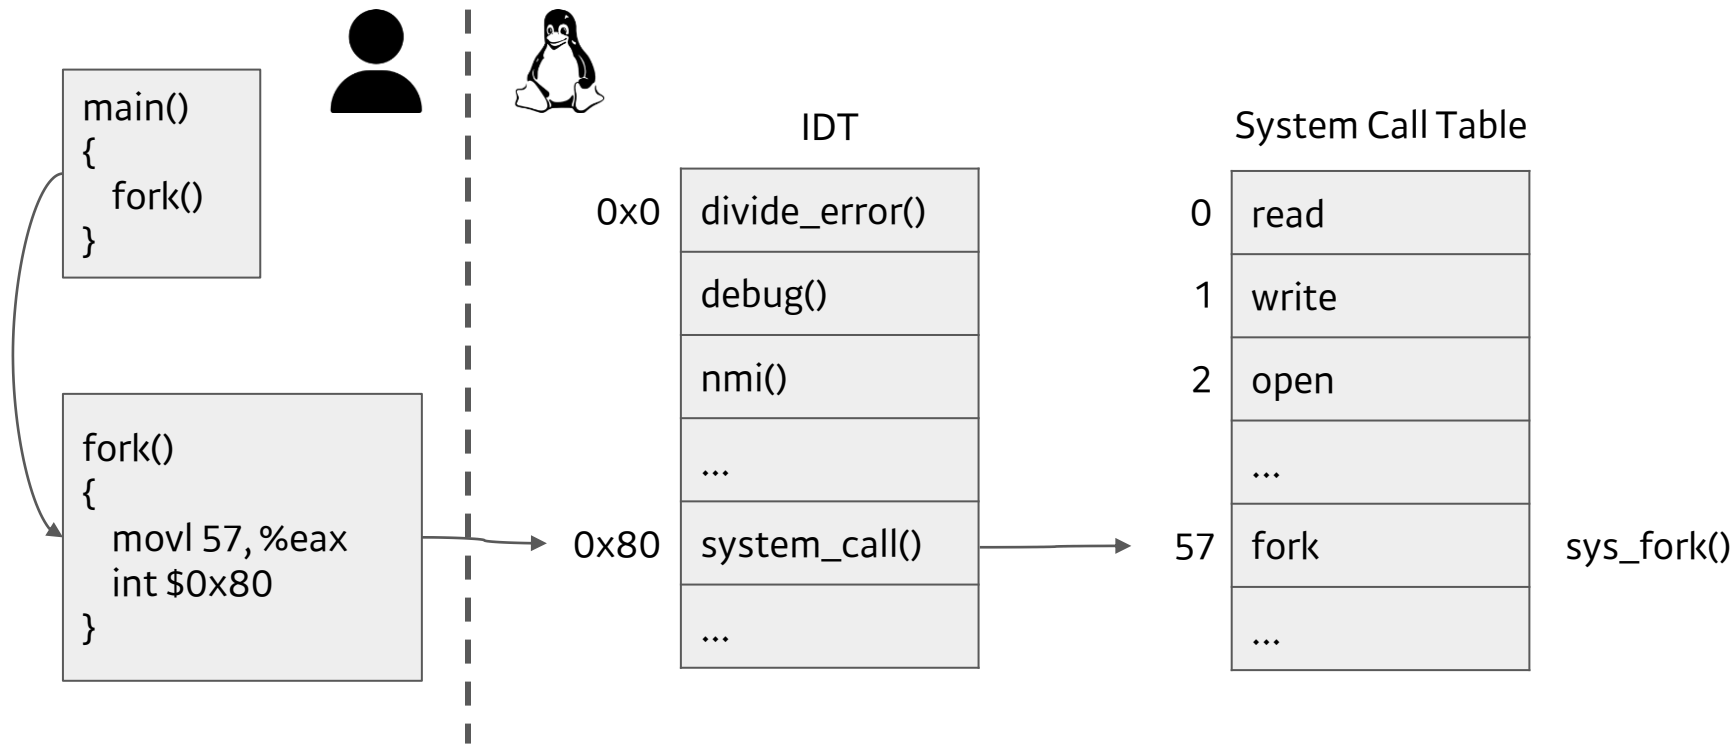 main()
{
fork()
}
fork()
{
movl 57, %eax
int $0x80
}
IDT
0x0 divide_error()
debug()
nmi()
...
0x80 system_call()
...
System Call Table
0 read
1 write
2 open
...
57 fork sys_fork()
...